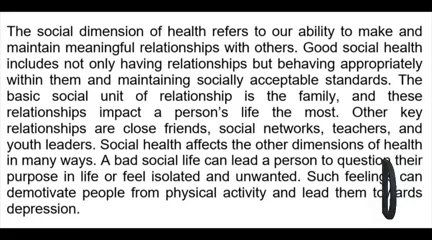 The social dimension of health refers to our ability to make and
maintain meaningful relationships with others. Good social health
includes not only having relationships but behaving appropriately
within them and maintaining socially acceptable standards. The
basic social unit of relationship is the family, and these
relationships impact a person's life the most. Other key
relationships are close friends, social networks, teachers, and
youth leaders. Social health affects the other dimensions of health
in many ways. A bad social life can lead a person to question their
purpose in life or feel isolated and unwanted. Such feelings can
demotivate people from physical activity and lead them towards
depression.